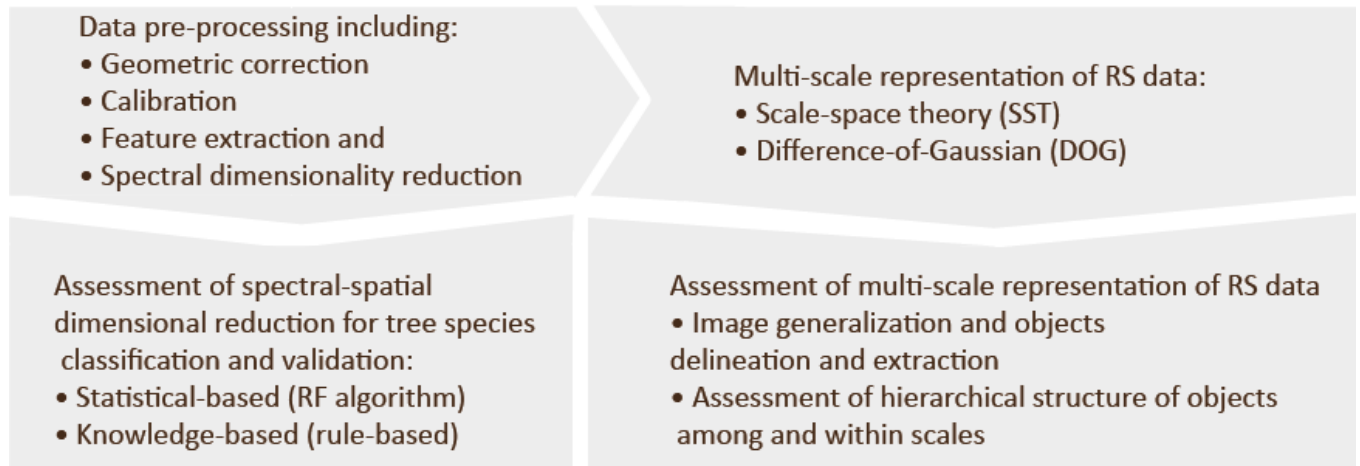 Data pre-processing including:
• Geometric correction
• Calibration
• Feature extraction and
• Spectral dimensionality reduction
Multi-scale representation of RS data:
• Scale-space theory (SST)
• Difference-of-Gaussian (DOG)
Assessment of spectral-spatial
dimensional reduction for tree species
classification and validation:
• Statistical-based (RF algorithm)
• Knowledge-based (rule-based)
Assessment of multi-scale representation of RS data
• Image generalization and objects
delineation and extraction
• Assessment of hierarchical structure of objects
among and within scales